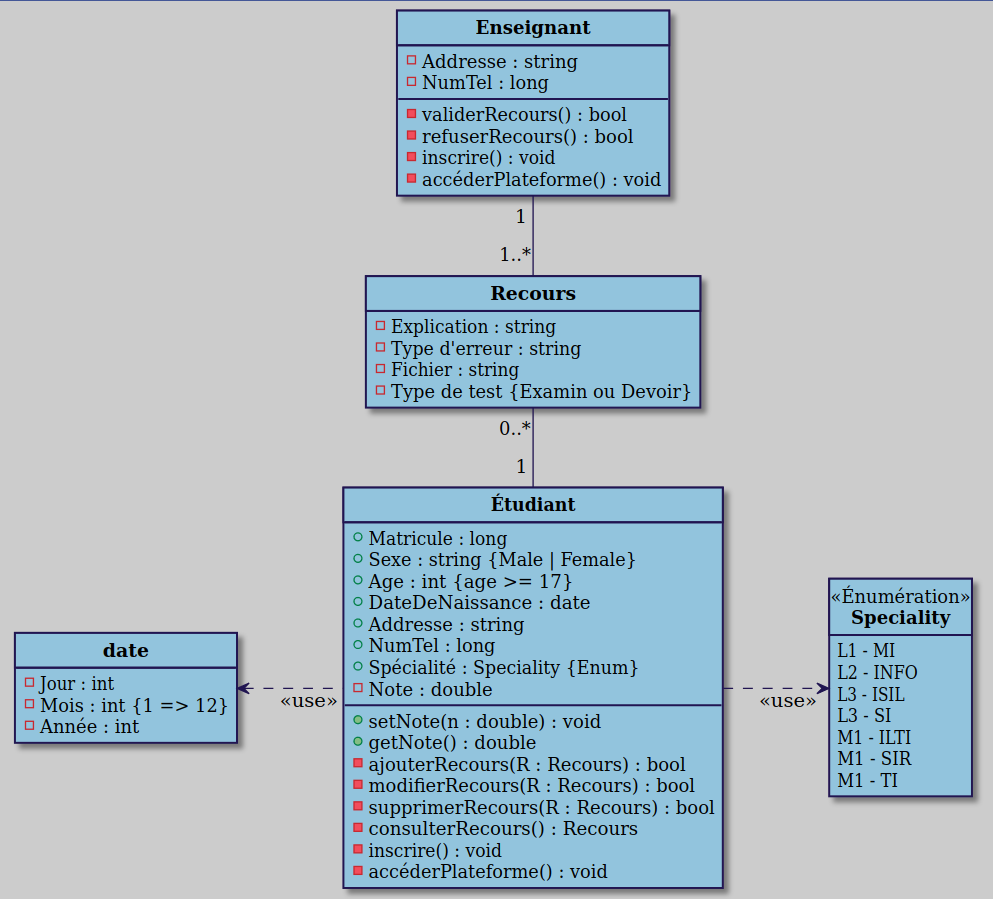 Enseignant
Addresse : string
NumTel : long
validerRecours() : bool
refuserRecours() : bool
inscrire() : void
accéderPlateforme() : void
1
1..*
Recours
Explication : string
Type d'erreur : string
Fichier : string
Type de test {Examin ou Devoir}
0..*
1
Étudiant
Matricule : long
Sexe : string {Male | Female}
Age : int {age >= 17}
DateDeNaissance : date
Addresse : string
NumTel : long
Spécialité : Speciality {Enum}
Note : double
setNote(n : double) : void
getNote() : double
ajouterRecours(R : Recours) : bool
modifierRecours(R : Recours) : bool
supprimerRecours(R : Recours) : bool
consulterRecours() : Recours
inscrire() : void
accéderPlateforme() : void
date
Jour : int
Mois : int {1 => 12}
Année : int
«use»
«use»
«Énumération»
Speciality
L1 - MI
L2 - INFO
L3 - ISIL
L3 - SI
M1 - ILTI
M1 - SIR
M1 - TI